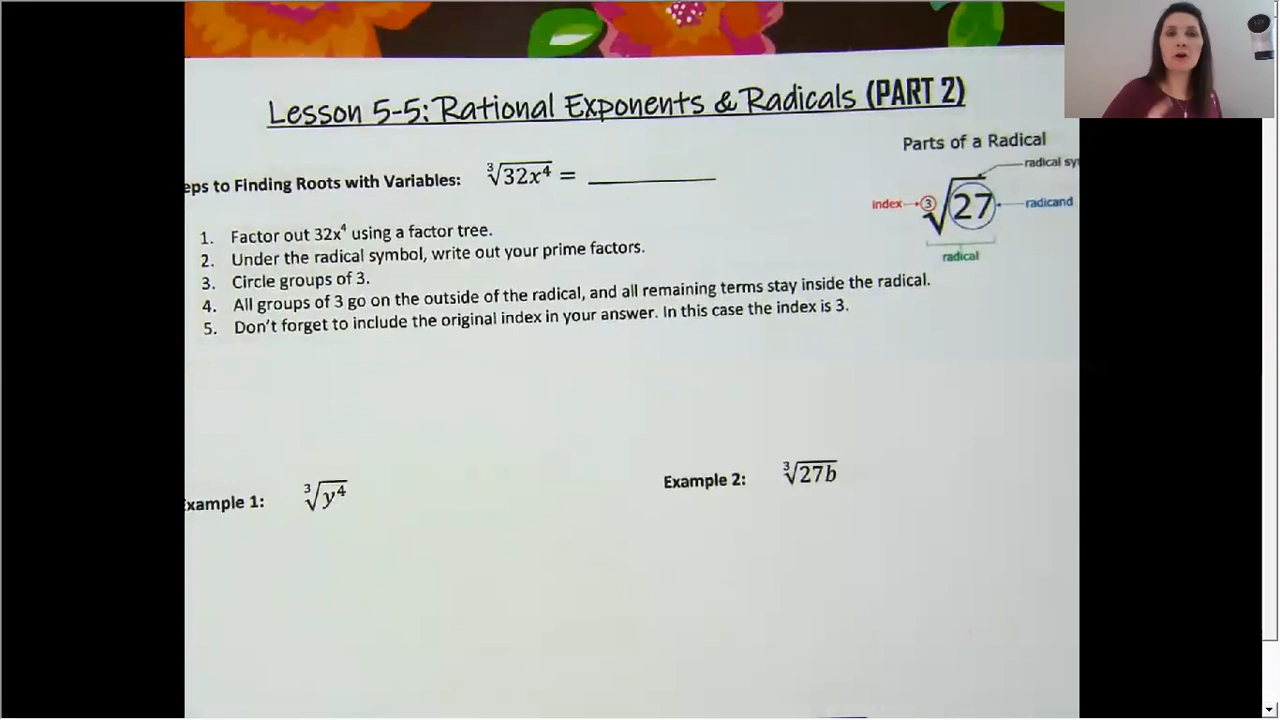 Lesson 5-5: Rational Exponents & Radicals (PART 2)
Parts of a Radical
radical sy
eps to Finding Roots with Variables: ∛32x⁴ = ________
index 3 √27 radicand
radical
1. Factor out 32x⁴ using a factor tree.
2. Under the radical symbol, write out your prime factors.
3. Circle groups of 3.
4. All groups of 3 go on the outside of the radical, and all remaining terms stay inside the radical.
5. Don't forget to include the original index in your answer. In this case the index is 3.
Example 2: ∛27b
xample 1: ∛y⁴